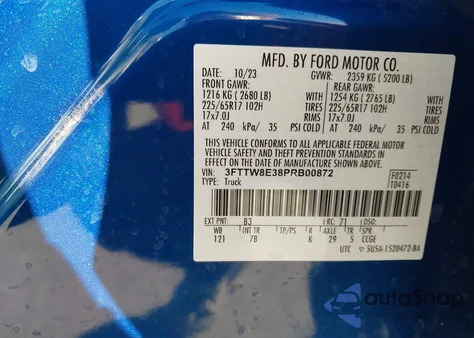 MFD. BY FORD MOTOR CO.
DATE: 10/23 GVWR: 2359 KG ( 5200 LB)
FRONT GAWR: REAR GAWR:
1216 KG ( 2680 LB) WITH 1254 KG ( 2765 LB) WITH
225/65R17 102H TIRES 225/65R17 102H TIRES
17x7.0J RIMS 17x7.0J RIMS
AT 240 kPa/ 35 PSI COLD AT 240 kPa/ 35 PSI COLD
THIS VEHICLE CONFORMS TO ALL APPLICABLE FEDERAL MOTOR
VEHICLE SAFETY AND THEFT PREVENTION STANDARDS IN EFFECT ON THE DATE OF MANUFACTURE SHOWN ABOVE.
VIN: 3FTTW8E38PRB00872 F0214
TYPE: Truck T0416
EXT PNT: B3 RC: 71 DSO:
WB INT TR TP/PS R AXLE TR SPR
121 7B K 29 5 CCGE
UTC 5U5A-1520472-BA
autoSnap